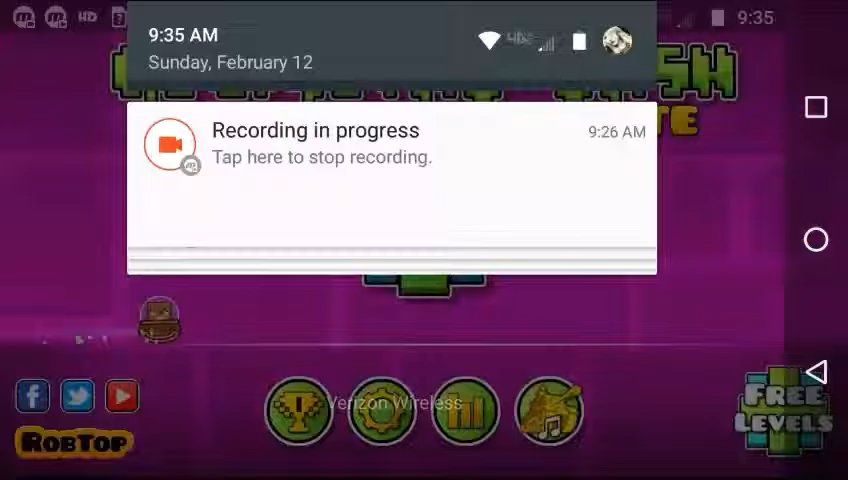 HD
9:35
9:35 AM
Sunday, February 12
Recording in progress
9:26 AM
Tap here to stop recording.
Verizon Wireless
RobTop
FREE
LEVELS